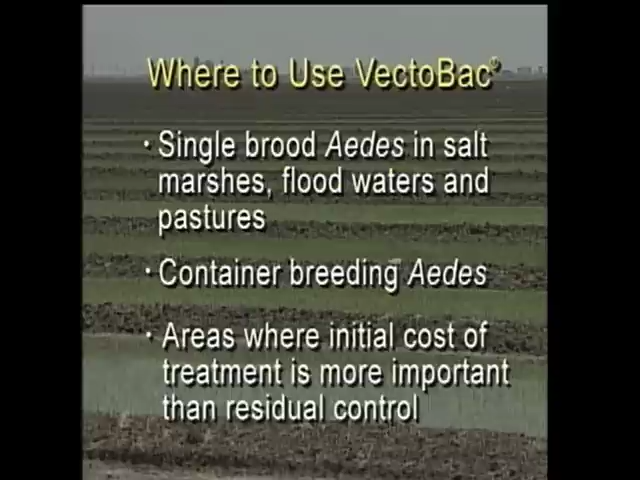 Where to Use VectoBac®
· Single brood Aedes in salt
marshes, flood waters and
pastures
· Container breeding Aedes
· Areas where initial cost of
treatment is more important
than residual control